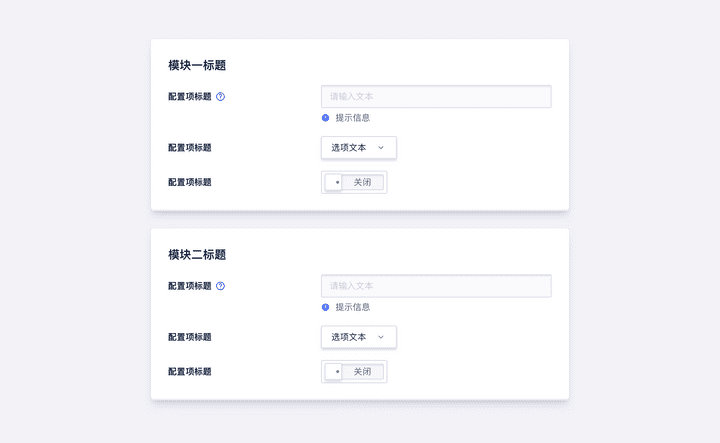 模块一标题
配置项标题 ?
请输入文本
提示信息
配置项标题
选项文本
配置项标题
关闭
模块二标题
配置项标题 ?
请输入文本
提示信息
配置项标题
选项文本
配置项标题
关闭